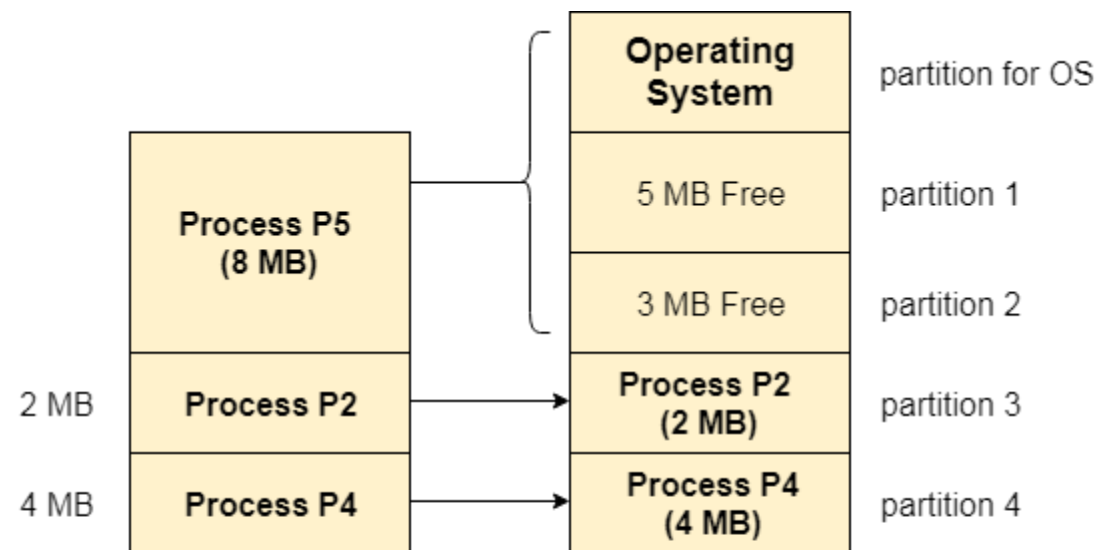 Operating
System
partition for OS
5 MB Free
partition 1
Process P5
(8 MB)
3 MB Free
partition 2
2 MB
Process P2
Process P2
(2 MB)
partition 3
4 MB
Process P4
Process P4
(4 MB)
partition 4